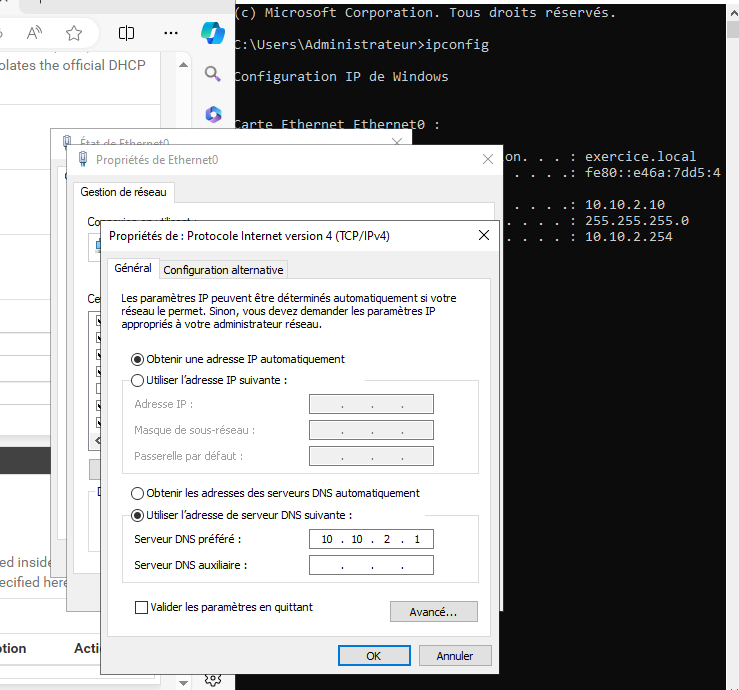 olates the official DHCP
(c) Microsoft Corporation. Tous droits réservés.
C:\Users\Administrateur>ipconfig
Configuration IP de Windows
Carte Ethernet Ethernet0 :
on. . . : exercice.local
. . . . .: fe80::e46a:7dd5:4
. . . . .: 10.10.2.10
. . . . . : 255.255.255.0
. . . . . : 10.10.2.254
État de Ethernet0
Propriétés de Ethernet0
Gestion de réseau
Propriétés de : Protocole Internet version 4 (TCP/IPv4)
Général
Configuration alternative
Les paramètres IP peuvent être déterminés automatiquement si votre
réseau le permet. Sinon, vous devez demander les paramètres IP
appropriés à votre administrateur réseau.
Obtenir une adresse IP automatiquement
Utiliser l'adresse IP suivante :
Adresse IP :
Masque de sous-réseau :
Passerelle par défaut :
Obtenir les adresses des serveurs DNS automatiquement
Utiliser l'adresse de serveur DNS suivante :
Serveur DNS préféré : 10 . 10 . 2 . 1
Serveur DNS auxiliaire : . . .
Valider les paramètres en quittant
Avancé...
OK
Annuler
ed inside
ecified here
ption
Acti